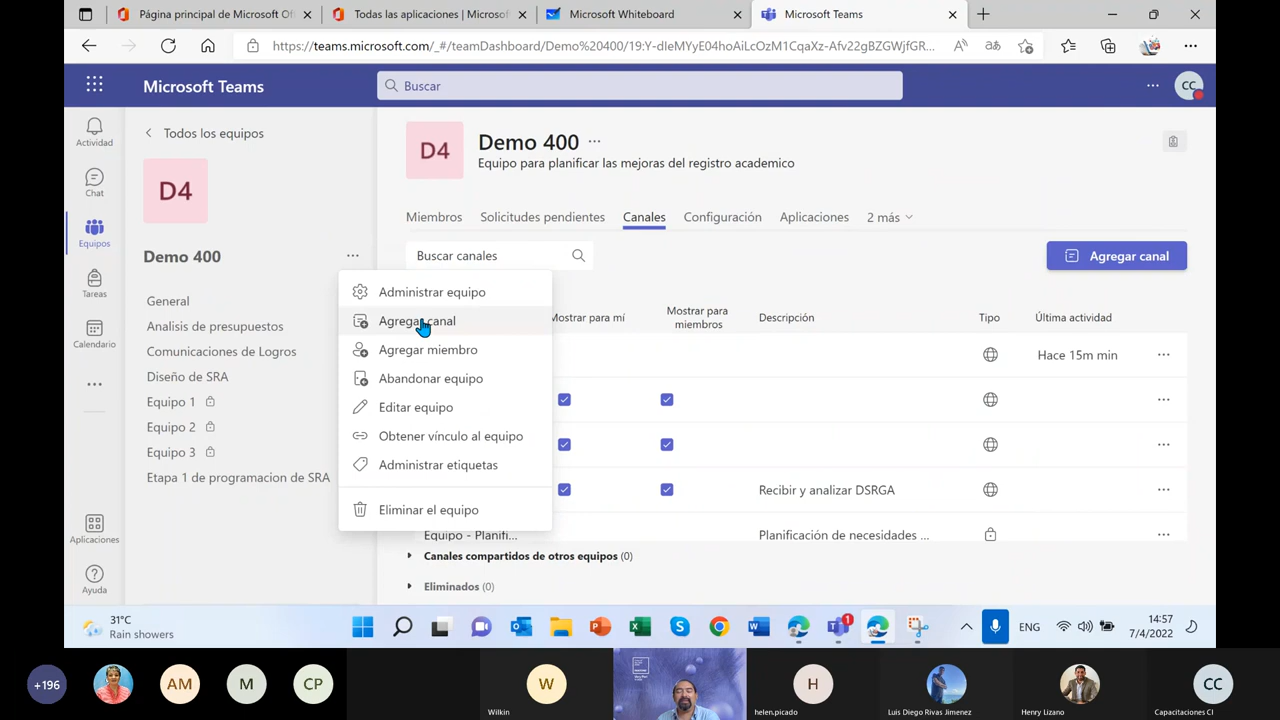 Página principal de Microsoft Of
Todas las aplicaciones | Microsof
Microsoft Whiteboard
Microsoft Teams
https://teams.microsoft.com/_#/teamDashboard/Demo%20400/19:Y-dIeMYyE04hoAiLcOzM1CqaXz-Afv22gBZGWjfGR...
Microsoft Teams
Buscar
CC
Actividad
Chat
Equipos
Tareas
Calendario
Aplicaciones
Ayuda
Todos los equipos
D4
Demo 400
General
Analisis de presupuestos
Comunicaciones de Logros
Diseño de SRA
Equipo 1
Equipo 2
Equipo 3
Etapa 1 de programacion de SRA
Administrar equipo
Agregar canal
Agregar miembro
Abandonar equipo
Editar equipo
Obtener vínculo al equipo
Administrar etiquetas
Eliminar el equipo
D4
Demo 400
Equipo para planificar las mejoras del registro academico
Miembros Solicitudes pendientes Canales Configuración Aplicaciones 2 más
Buscar canales
Agregar canal
Mostrar para mí
Mostrar para
miembros
Descripción
Tipo
Última actividad
Hace 15m min
Recibir y analizar DSRGA
Equipo - Planifi...
Planificación de necesidades ...
Canales compartidos de otros equipos (0)
Eliminados (0)
31°C
Rain showers
1
ENG
14:57
7/4/2022
+196
AM
M
CP
W
Wilkin
H
helen.picado
Luis Diego Rivas Jimenez
Henry Lizano
CC
Capacitaciones CI